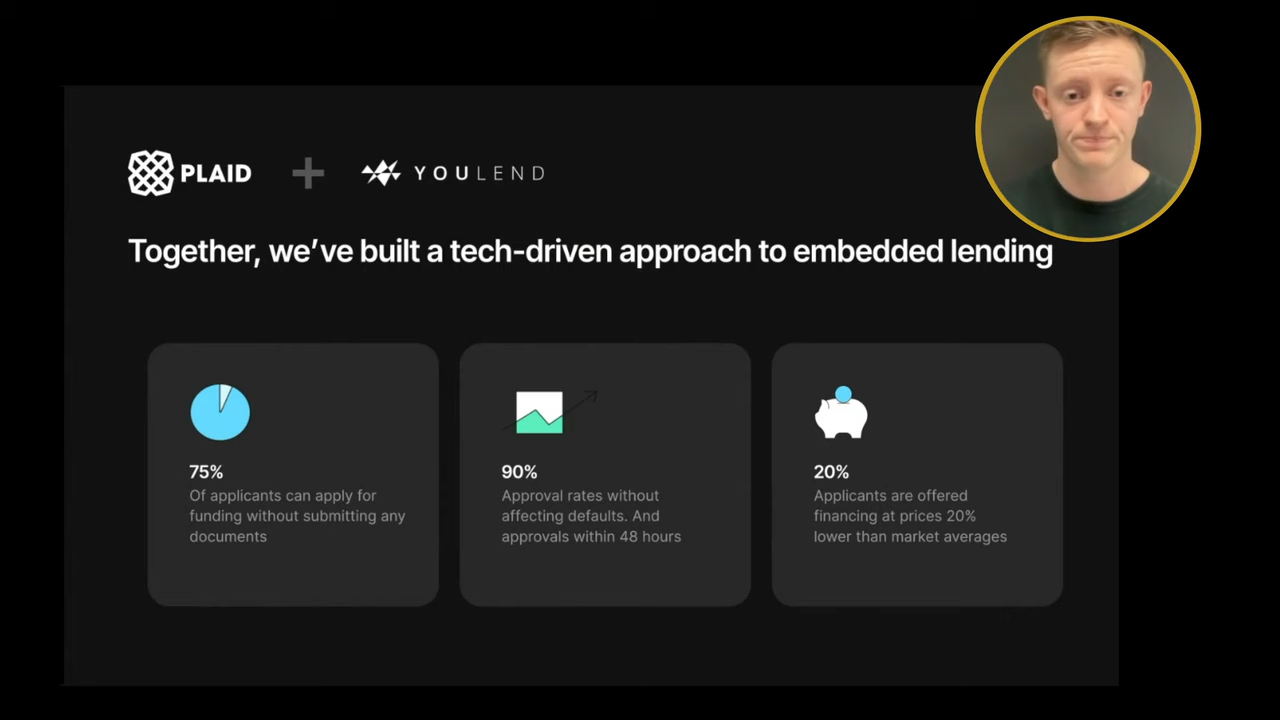 PLAID
YOULEND
Together, we’ve built a tech-driven approach to embedded lending
75%
Of applicants can apply for
funding without submitting any
documents
90%
Approval rates without
affecting defaults. And
approvals within 48 hours
20%
Applicants are offered
financing at prices 20%
lower than market averages